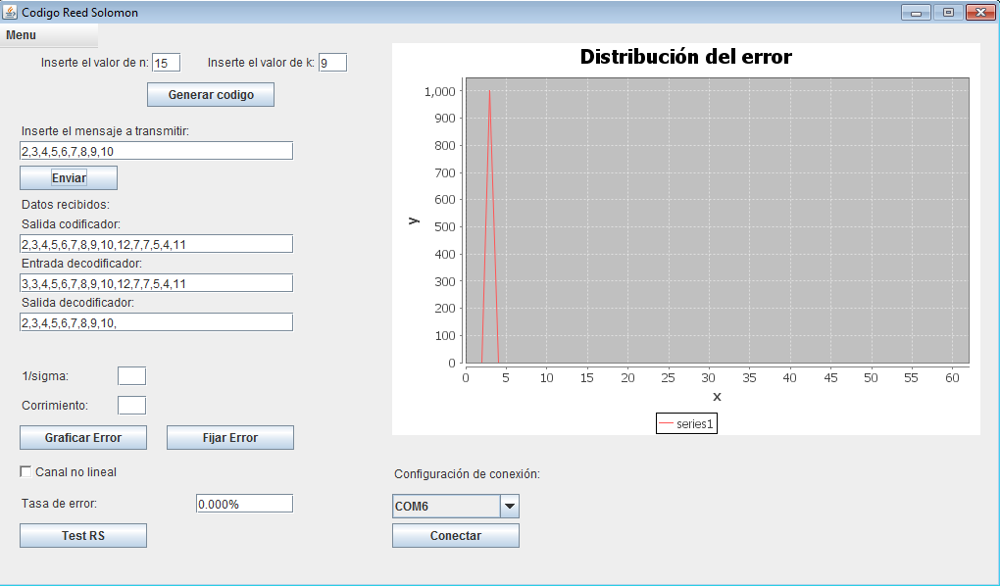 Codigo Reed Solomon
Menu
Inserte el valor de n: 15 Inserte el valor de k: 9
Generar codigo
Inserte el mensaje a transmitir:
2,3,4,5,6,7,8,9,10
Enviar
Datos recibidos:
Salida codificador:
2,3,4,5,6,7,8,9,10,12,7,7,5,4,11
Entrada decodificador:
3,3,4,5,6,7,8,9,10,12,7,7,5,4,11
Salida decodificador:
2,3,4,5,6,7,8,9,10,
1/sigma:
Corrimiento:
Graficar Error Fijar Error
Canal no lineal
Tasa de error: 0.000%
Test RS
Distribución del error
1,000
900
800
700
600
500
400
300
200
100
0
y
0 5 10 15 20 25 30 35 40 45 50 55 60
x
series1
Configuración de conexión:
COM6
Conectar